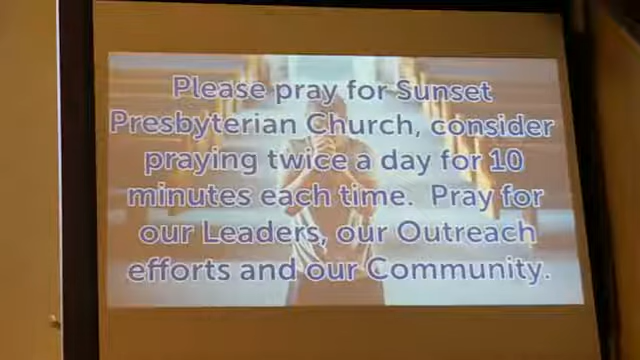 Please pray for Sunset
Presbyterian Church, consider
praying twice a day for 10
minutes each time.  Pray for
our Leaders, our Outreach
efforts and our Community.